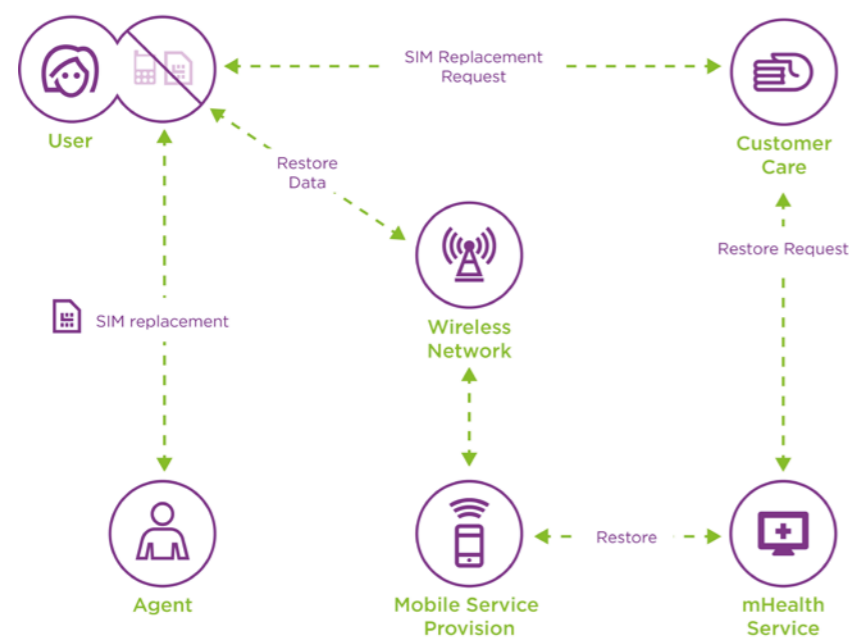 SIM Replacement
Request
User
Customer
Care
Restore
Data
Restore Request
SIM replacement
Wireless
Network
Restore
Agent
Mobile Service
Provision
mHealth
Service